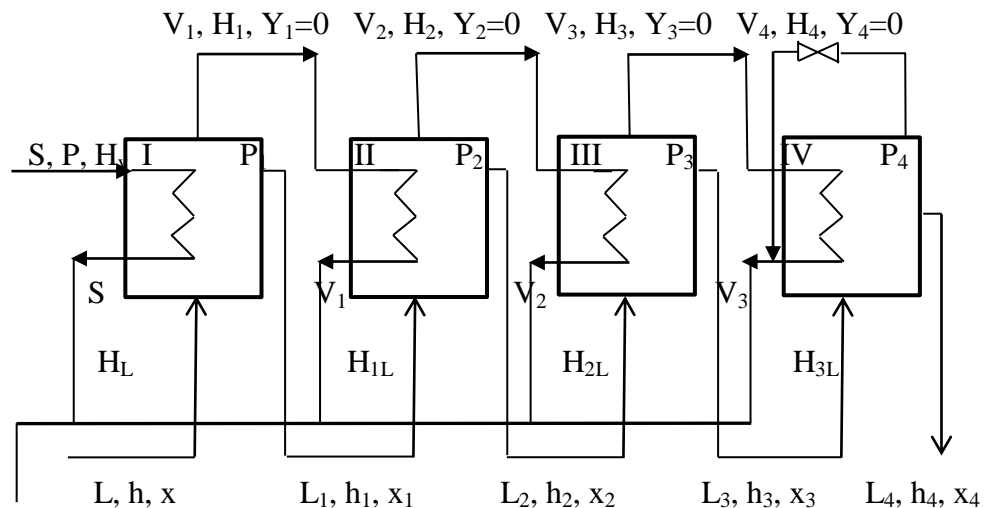 V₁, H₁, Y₁=0 V₂, H₂, Y₂=0 V₃, H₃, Y₃=0 V₄, H₄, Y₄=0
S, P, Hᵥ I P II P₂ III P₃ IV P₄
S V₁ V₂ V₃
H_L H₁L H₂L H₃L
L, h, x L₁, h₁, x₁ L₂, h₂, x₂ L₃, h₃, x₃ L₄, h₄, x₄